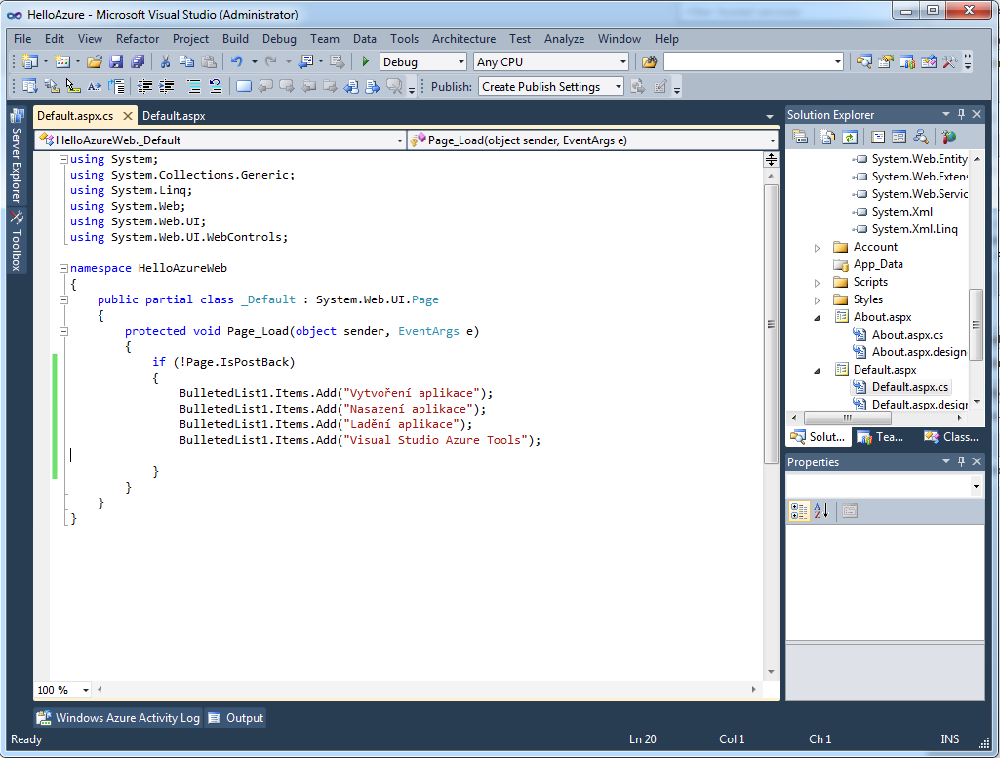 HelloAzure - Microsoft Visual Studio (Administrator)
File Edit View Refactor Project Build Debug Team Data Tools Architecture Test Analyze Window Help
Debug Any CPU
Publish: Create Publish Settings
Server Explorer
Toolbox
Default.aspx.cs Default.aspx
HelloAzureWeb._Default Page_Load(object sender, EventArgs e)
using System;
using System.Collections.Generic;
using System.Linq;
using System.Web;
using System.Web.UI;
using System.Web.UI.WebControls;
namespace HelloAzureWeb
{
public partial class _Default : System.Web.UI.Page
{
protected void Page_Load(object sender, EventArgs e)
{
if (!Page.IsPostBack)
{
BulletedList1.Items.Add("Vytvoření aplikace");
BulletedList1.Items.Add("Nasazení aplikace");
BulletedList1.Items.Add("Ladění aplikace");
BulletedList1.Items.Add("Visual Studio Azure Tools");
}
}
}
}
100 %
Solution Explorer
System.Web.Entity
System.Web.Extens
System.Web.Servic
System.Xml
System.Xml.Linq
Account
App_Data
Scripts
Styles
About.aspx
About.aspx.cs
About.aspx.design
Default.aspx
Default.aspx.cs
Default.aspx.desigr
Solut... Tea... Class...
Properties
Windows Azure Activity Log Output
Ready Ln 20 Col 1 Ch 1 INS